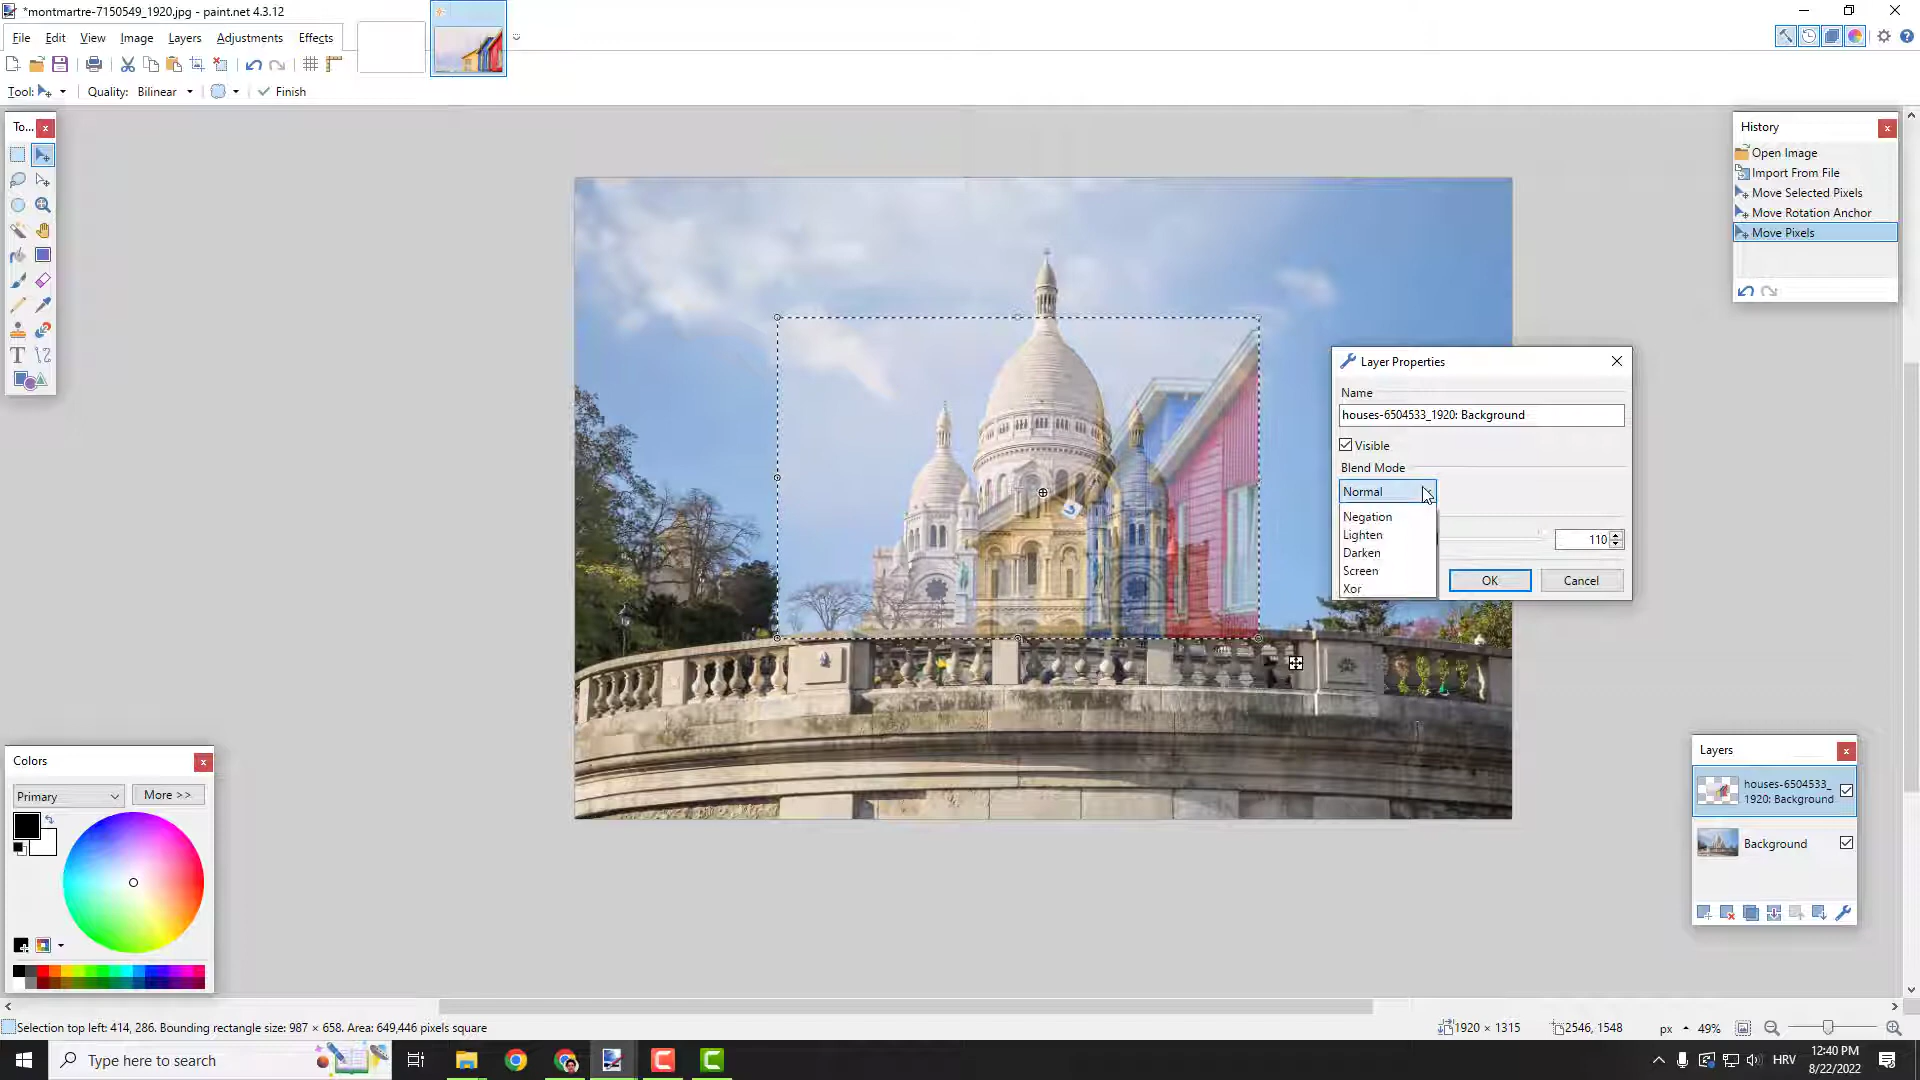 *montmartre-7150549_1920.jpg - paint.net 4.3.12
File Edit View Image Layers Adjustments Effects
Tool: Quality: Bilinear Finish
To...
History
Open Image
Import From File
Move Selected Pixels
Move Rotation Anchor
Move Pixels
Layer Properties
Name
houses-6504533_1920: Background
Visible
Blend Mode
Normal
Negation
Lighten
Darken
Screen
Xor
110
OK Cancel
Layers
houses-6504533_
1920: Background
Background
Colors
Primary
More >>
Selection top left: 414, 286. Bounding rectangle size: 987 × 658. Area: 649,446 pixels square
1920 × 1315
2546, 1548
px
49%
Type here to search
HRV
12:40 PM
8/22/2022